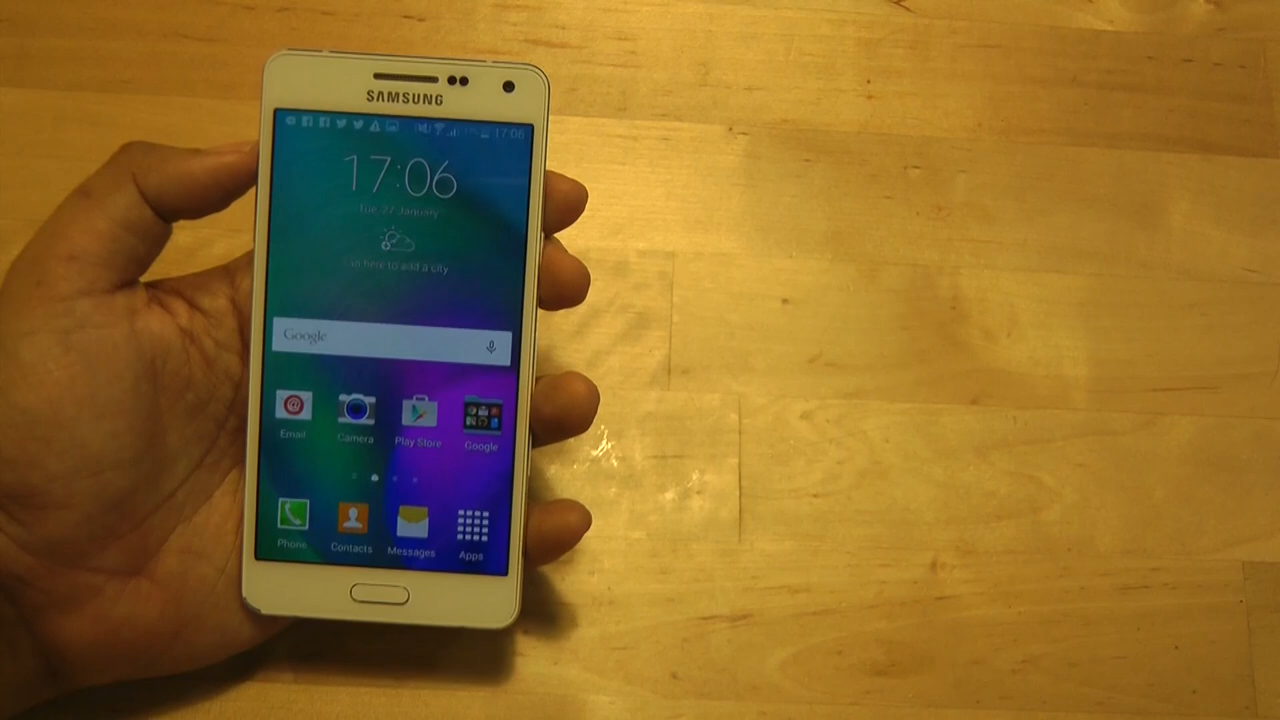 SAMSUNG
17:06
17:06
Tue, 27 January
here to add a city
Google
Email
Camera
Play Store
Google
Phone
Contacts
Messages
Apps